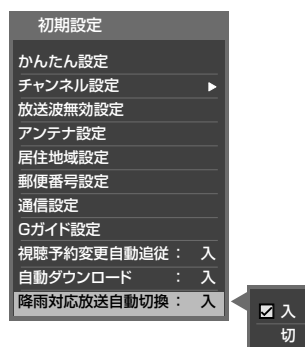 初期設定
かんたん設定
チャンネル設定 ▶
放送波無効設定
アンテナ設定
居住地域設定
郵便番号設定
通信設定
Gガイド設定
視聴予約変更自動追従： 入
自動ダウンロード ： 入
降雨対応放送自動切換： 入
☑ 入
切